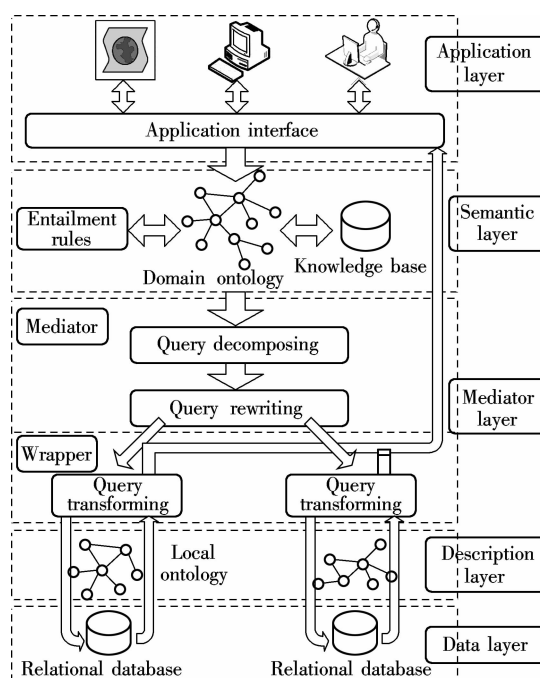 Application
layer
Application interface
Entailment
rules
Semantic
layer
Knowledge base
Domain ontology
Mediator
Query decomposing
Query rewriting
Mediator
layer
Wrapper
Query
transforming
Query
transforming
Local
ontology
Description
layer
Data layer
Relational database
Relational database